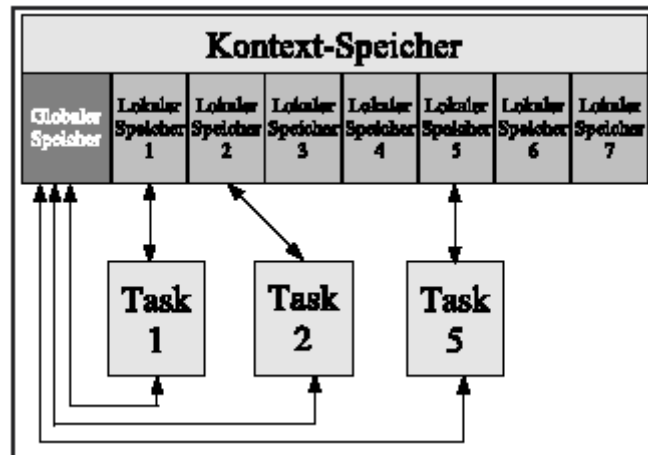 Kontext-Speicher
Globaler
Speicher
Lokaler
Speicher
1
Lokaler
Speicher
2
Lokaler
Speicher
3
Lokaler
Speicher
4
Lokaler
Speicher
5
Lokaler
Speicher
6
Lokaler
Speicher
7
Task
1
Task
2
Task
5